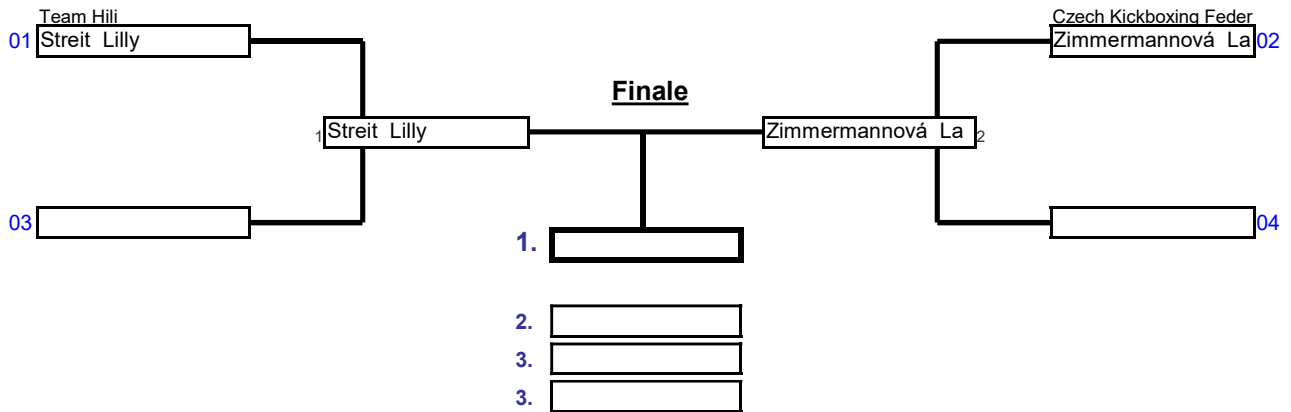 Team Hili
Czech Kickboxing Feder
01 Streit Lilly
Zimmermannová La 02
Finale
1 Streit Lilly
Zimmermannová La 2
03
04
1.
2.
3.
3.